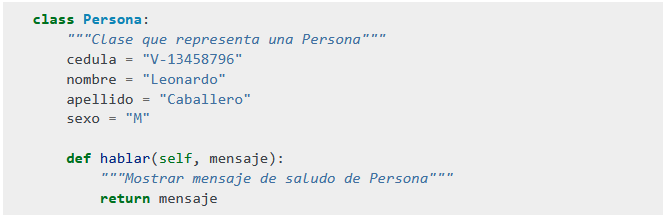 class Persona:
    """Clase que representa una Persona"""
    cedula = "V-13458796"
    nombre = "Leonardo"
    apellido = "Caballero"
    sexo = "M"

    def hablar(self, mensaje):
        """Mostrar mensaje de saludo de Persona"""
        return mensaje